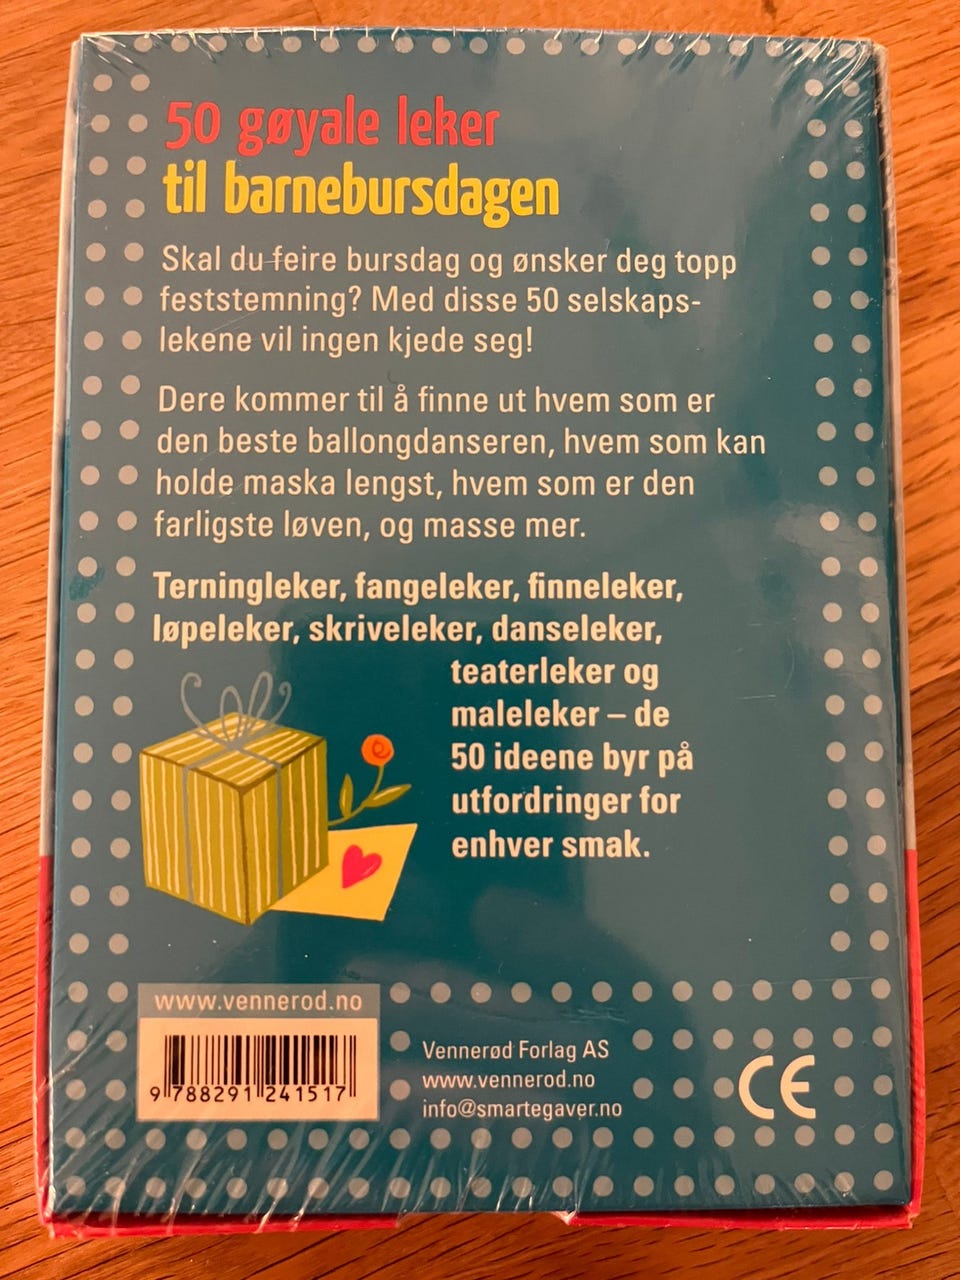 50 gøyale leker
til barnebursdagen
Skal du feire bursdag og ønsker deg topp
feststemning? Med disse 50 selskaps-
lekene vil ingen kjede seg!
Dere kommer til å finne ut hvem som er
den beste ballongdanseren, hvem som kan
holde maska lengst, hvem som er den
farligste løven, og masse mer.
Terningleker, fangeleker, finneleker,
løpeleker, skriveleker, danseleker,
teaterleker og
maleleker – de
50 ideene byr på
utfordringer for
enhver smak.
www.vennerod.no
9 788291 241517
Vennerød Forlag AS
www.vennerod.no
info@smartegaver.no
CE